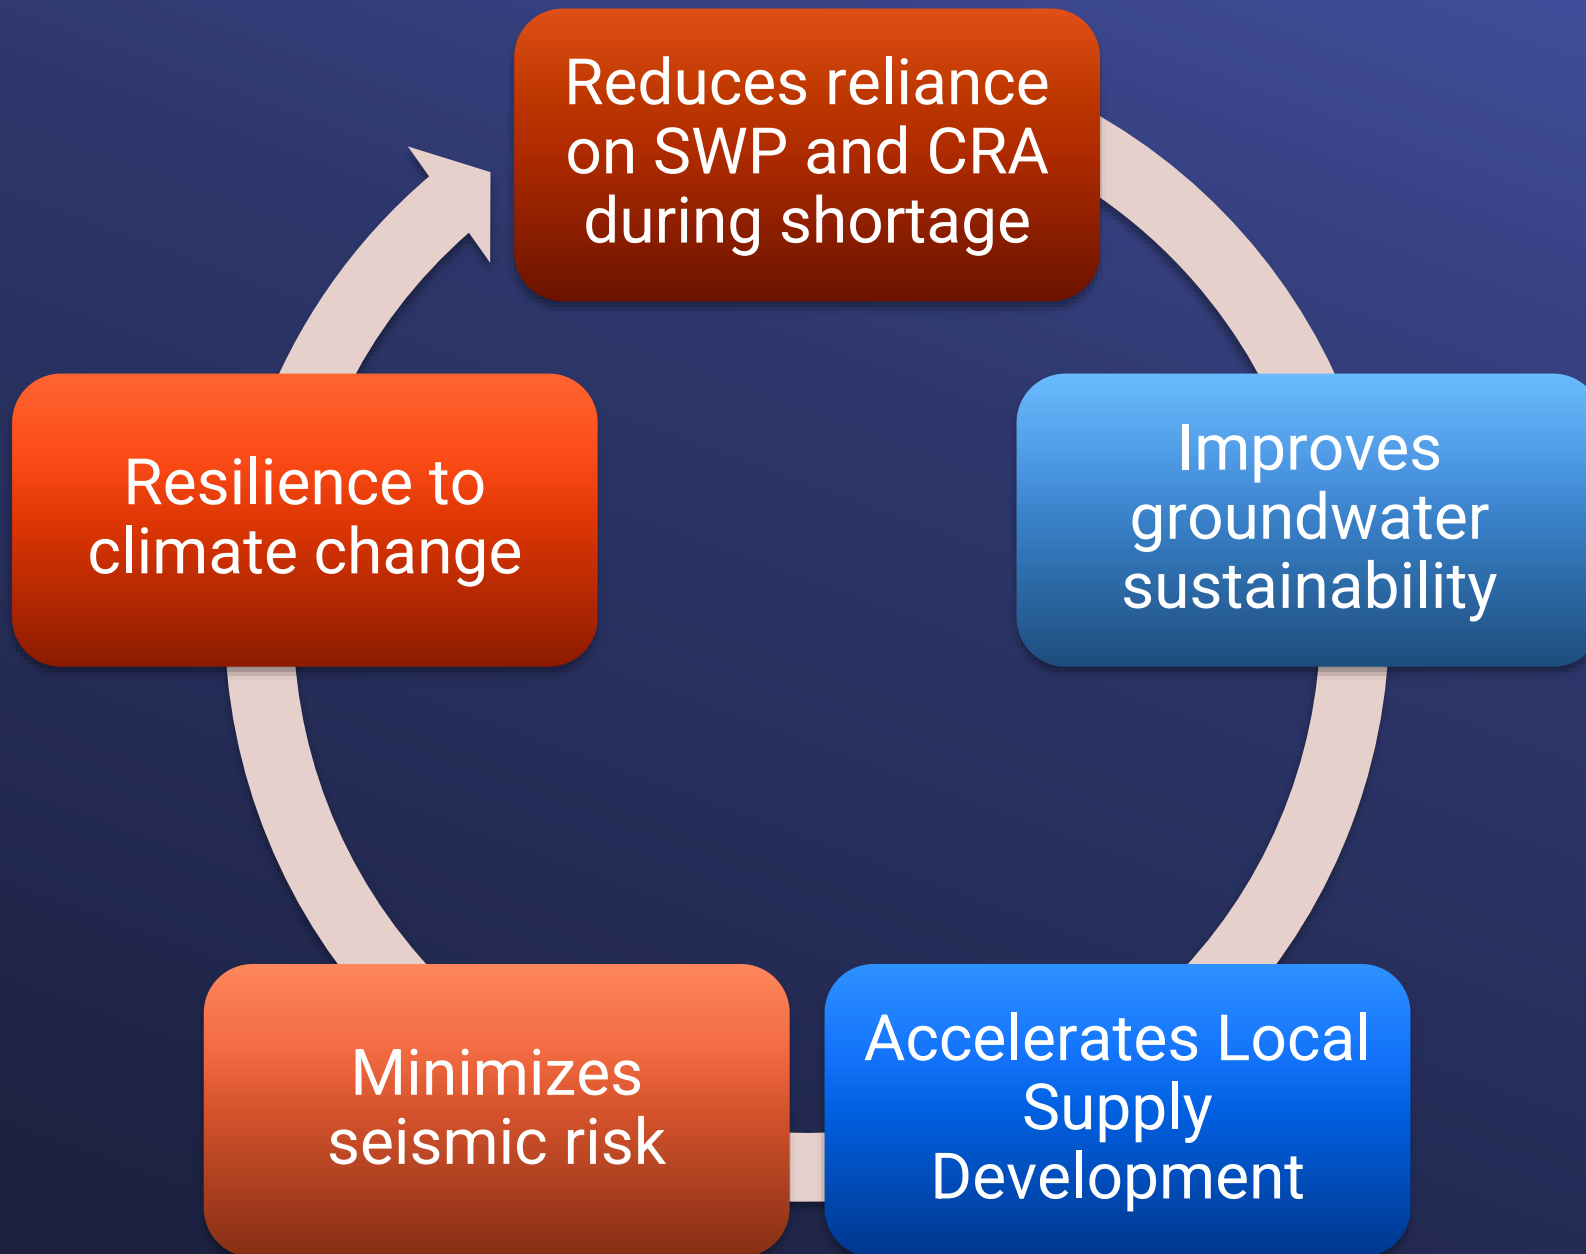 Reduces reliance
on SWP and CRA
during shortage
Improves
groundwater
sustainability
Accelerates Local
Supply
Development
Minimizes
seismic risk
Resilience to
climate change